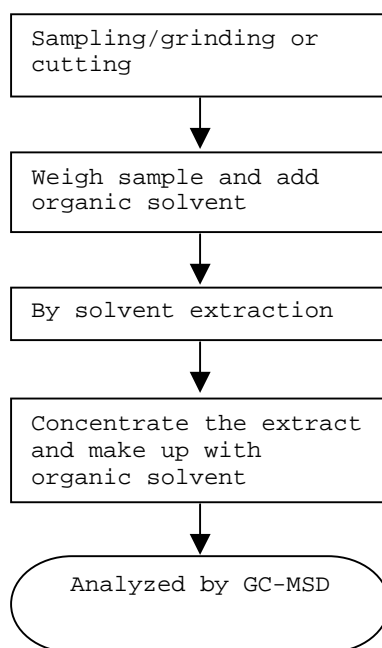 Sampling/grinding or
cutting
Weigh sample and add
organic solvent
By solvent extraction
Concentrate the extract
and make up with
organic solvent
Analyzed by GC-MSD